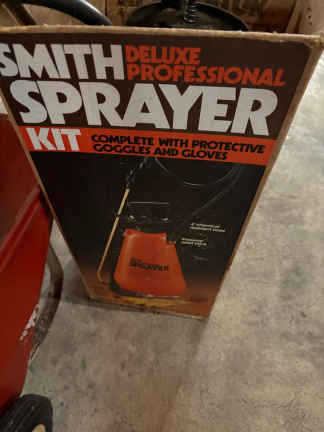 SMITH DELUXE
PROFESSIONAL
SPRAYER
KIT COMPLETE WITH PROTECTIVE
GOGGLES AND GLOVES
SPRAYER